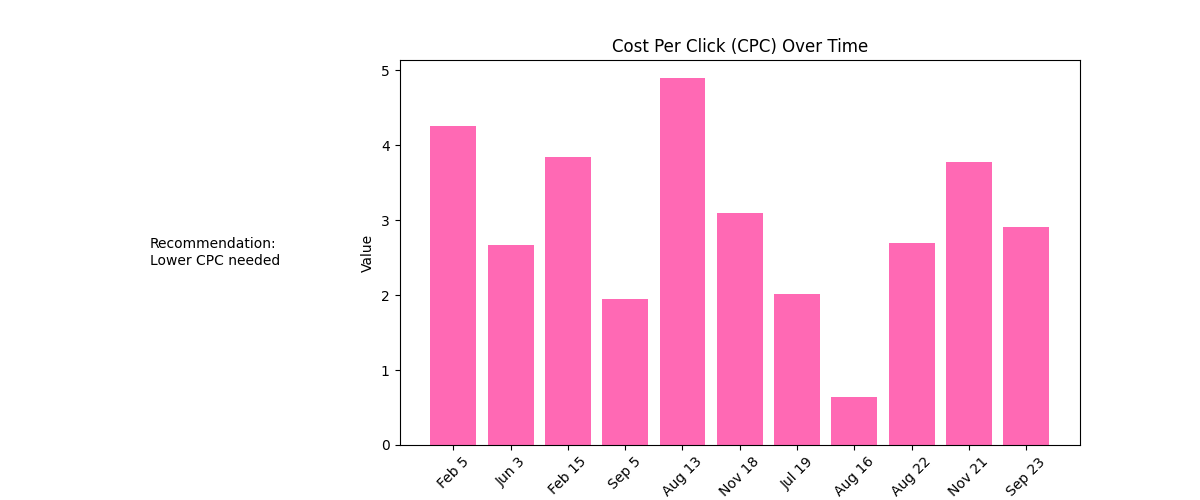 Cost Per Click (CPC) Over Time
Recommendation:
Lower CPC needed
Value
5
4
3
2
1
0
Feb 5
Jun 3
Feb 15
Sep 5
Aug 13
Nov 18
Jul 19
Aug 16
Aug 22
Nov 21
Sep 23